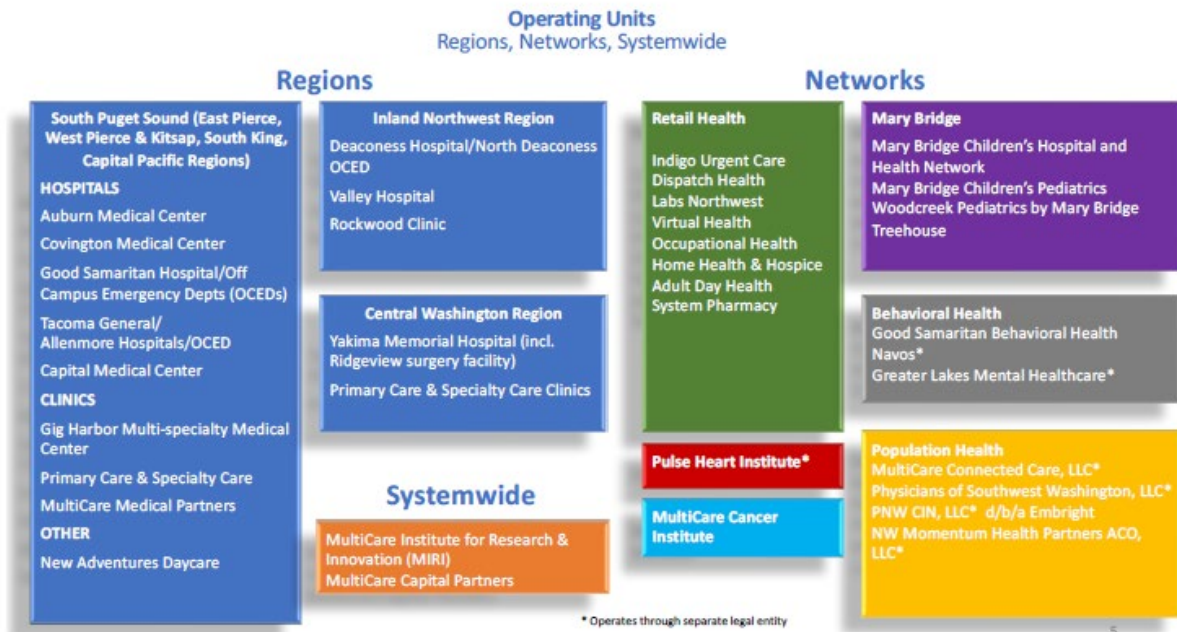 Operating Units
Regions, Networks, Systemwide
Regions
South Puget Sound (East Pierce,
West Pierce & Kitsap, South King,
Capital Pacific Regions)
HOSPITALS
Auburn Medical Center
Covington Medical Center
Good Samaritan Hospital/Off
Campus Emergency Depts (OCEDs)
Tacoma General/
Allenmore Hospitals/OCED
Capital Medical Center
CLINICS
Gig Harbor Multi-specialty Medical
Center
Primary Care & Specialty Care
MultiCare Medical Partners
OTHER
New Adventures Daycare
Inland Northwest Region
Deaconess Hospital/North Deaconess
OCED
Valley Hospital
Rockwood Clinic
Central Washington Region
Yakima Memorial Hospital (incl.
Ridgeview surgery facility)
Primary Care & Specialty Care Clinics
Systemwide
MultiCare Institute for Research &
Innovation (MIRI)
MultiCare Capital Partners
Networks
Retail Health
Indigo Urgent Care
Dispatch Health
Labs Northwest
Virtual Health
Occupational Health
Home Health & Hospice
Adult Day Health
System Pharmacy
Pulse Heart Institute*
MultiCare Cancer
Institute
Mary Bridge
Mary Bridge Children's Hospital and
Health Network
Mary Bridge Children's Pediatrics
Woodcreek Pediatrics by Mary Bridge
Treehouse
Behavioral Health
Good Samaritan Behavioral Health
Navos*
Greater Lakes Mental Healthcare*
Population Health
MultiCare Connected Care, LLC*
Physicians of Southwest Washington, LLC*
PNW CIN, LLC* d/b/a Embright
NW Momentum Health Partners ACO,
LLC*
* Operates through separate legal entity